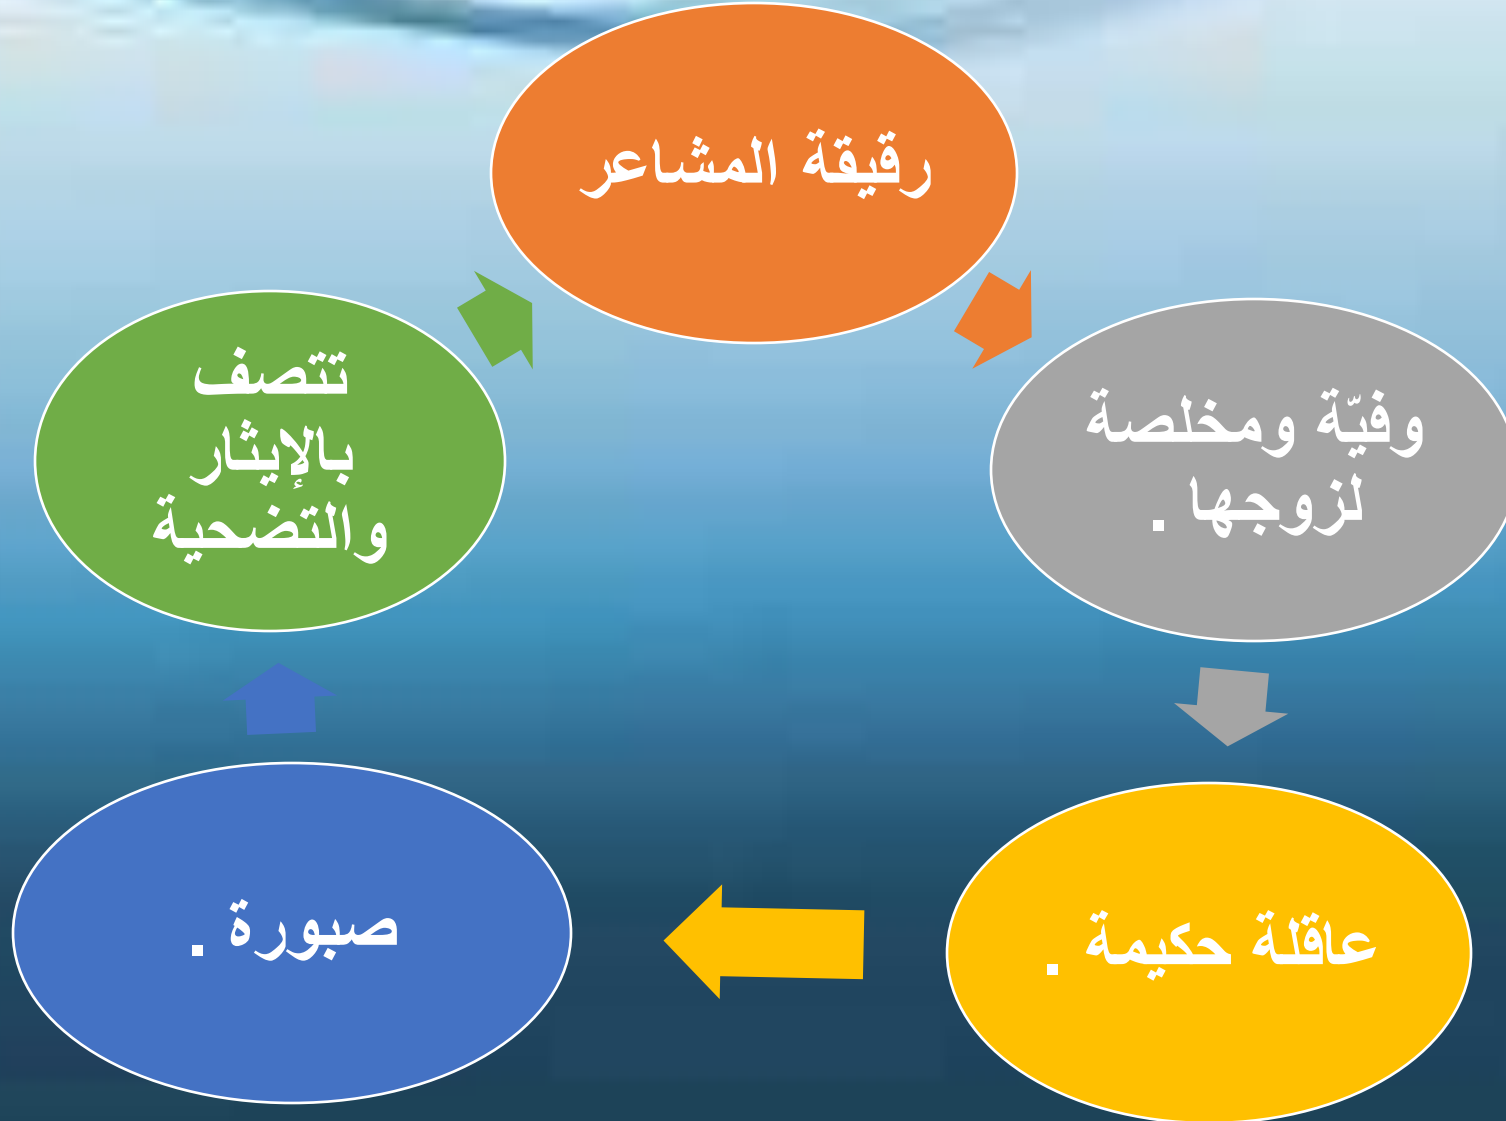 رقيقة المشاعر
وفيّة ومخلصة
لزوجها .
عاقلة حكيمة .
صبورة .
تتصف
بالإيثار
والتضحية